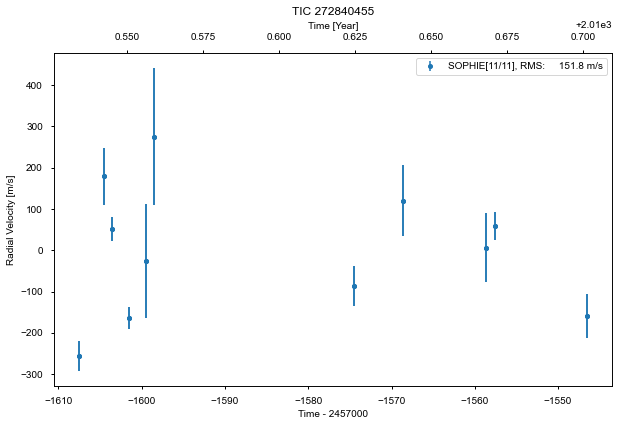 TIC 272840455
Time [Year]
+2.01e3
0.550 0.575 0.600 0.625 0.650 0.675 0.700
SOPHIE[11/11], RMS: 151.8 m/s
400
300
200
100
0
−100
−200
−300
Radial Velocity [m/s]
−1610 −1600 −1590 −1580 −1570 −1560 −1550
Time - 2457000